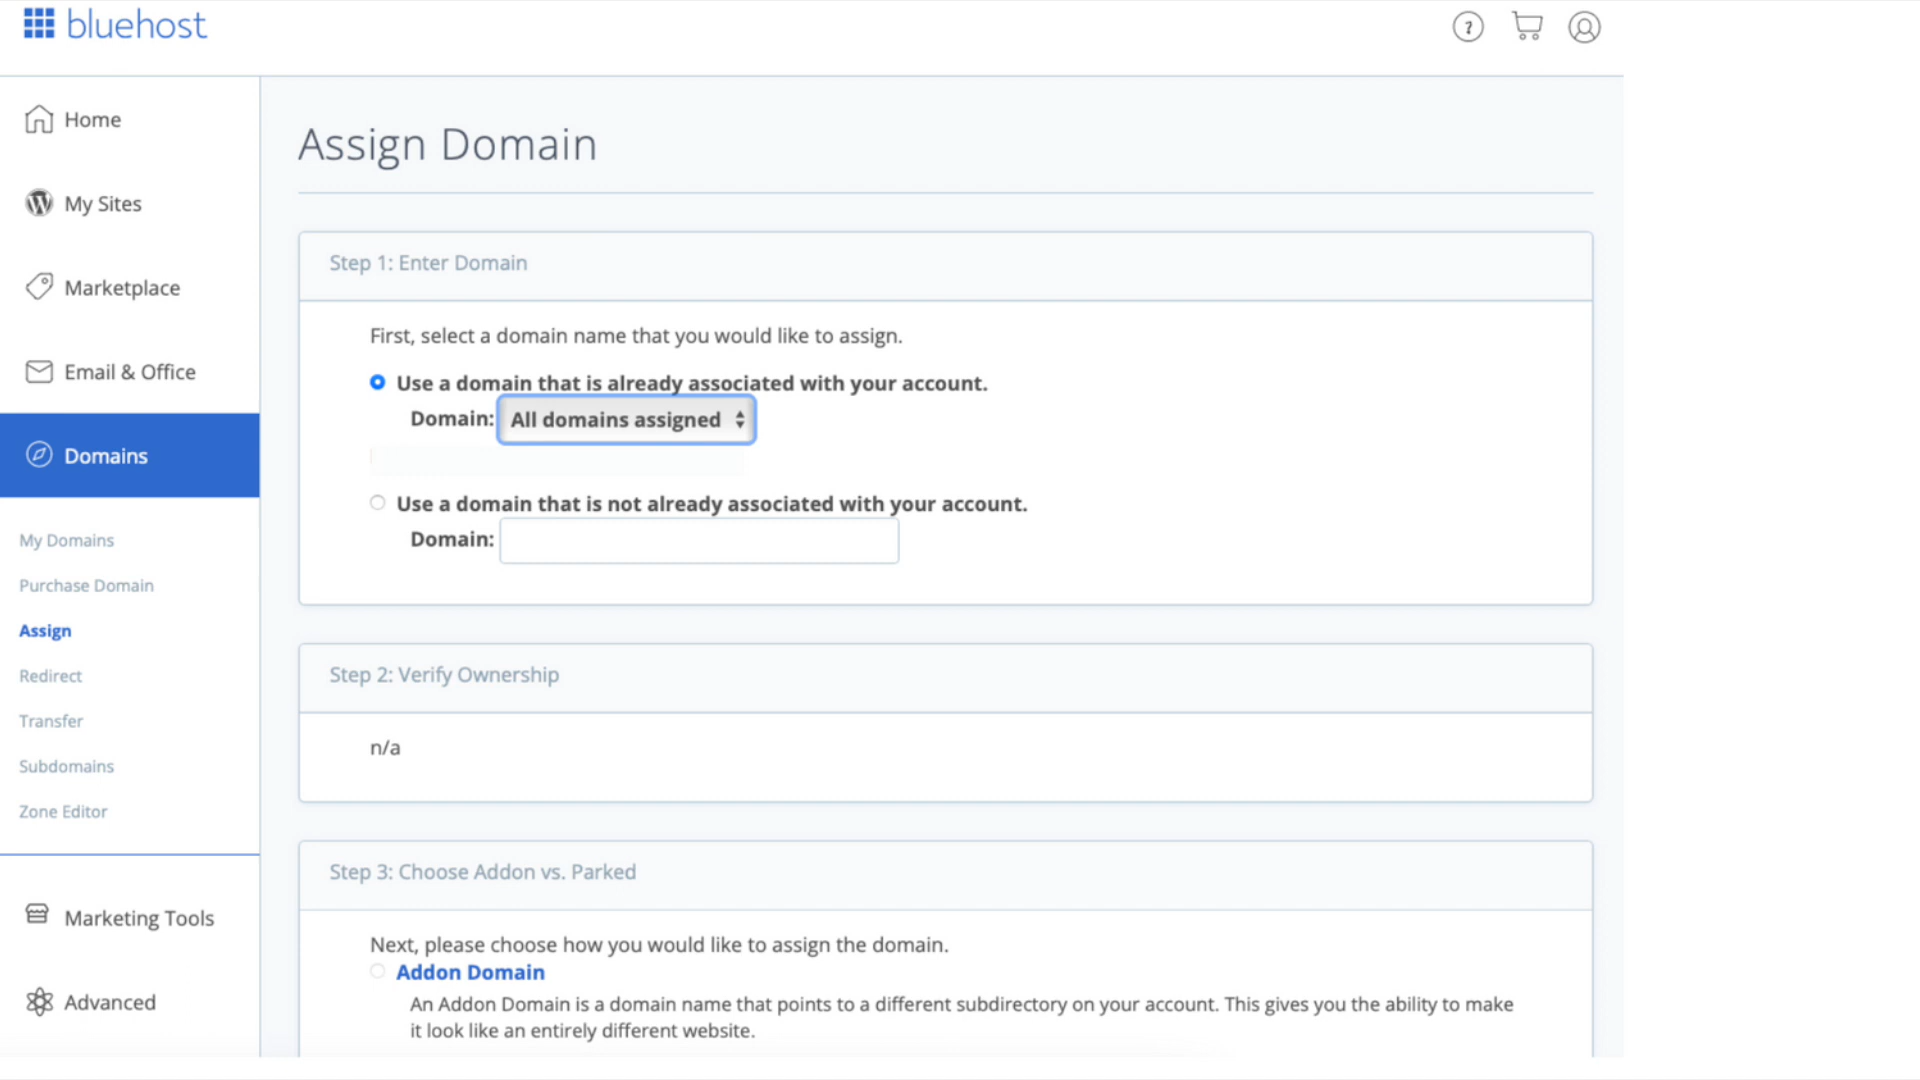 bluehost
?
Home
My Sites
Marketplace
Email & Office
Domains
My Domains
Purchase Domain
Assign
Redirect
Transfer
Subdomains
Zone Editor
Marketing Tools
Advanced
Assign Domain
Step 1: Enter Domain
First, select a domain name that you would like to assign.
Use a domain that is already associated with your account.
Domain: All domains assigned
Use a domain that is not already associated with your account.
Domain:
Step 2: Verify Ownership
n/a
Step 3: Choose Addon vs. Parked
Next, please choose how you would like to assign the domain.
Addon Domain
An Addon Domain is a domain name that points to a different subdirectory on your account. This gives you the ability to make
it look like an entirely different website.